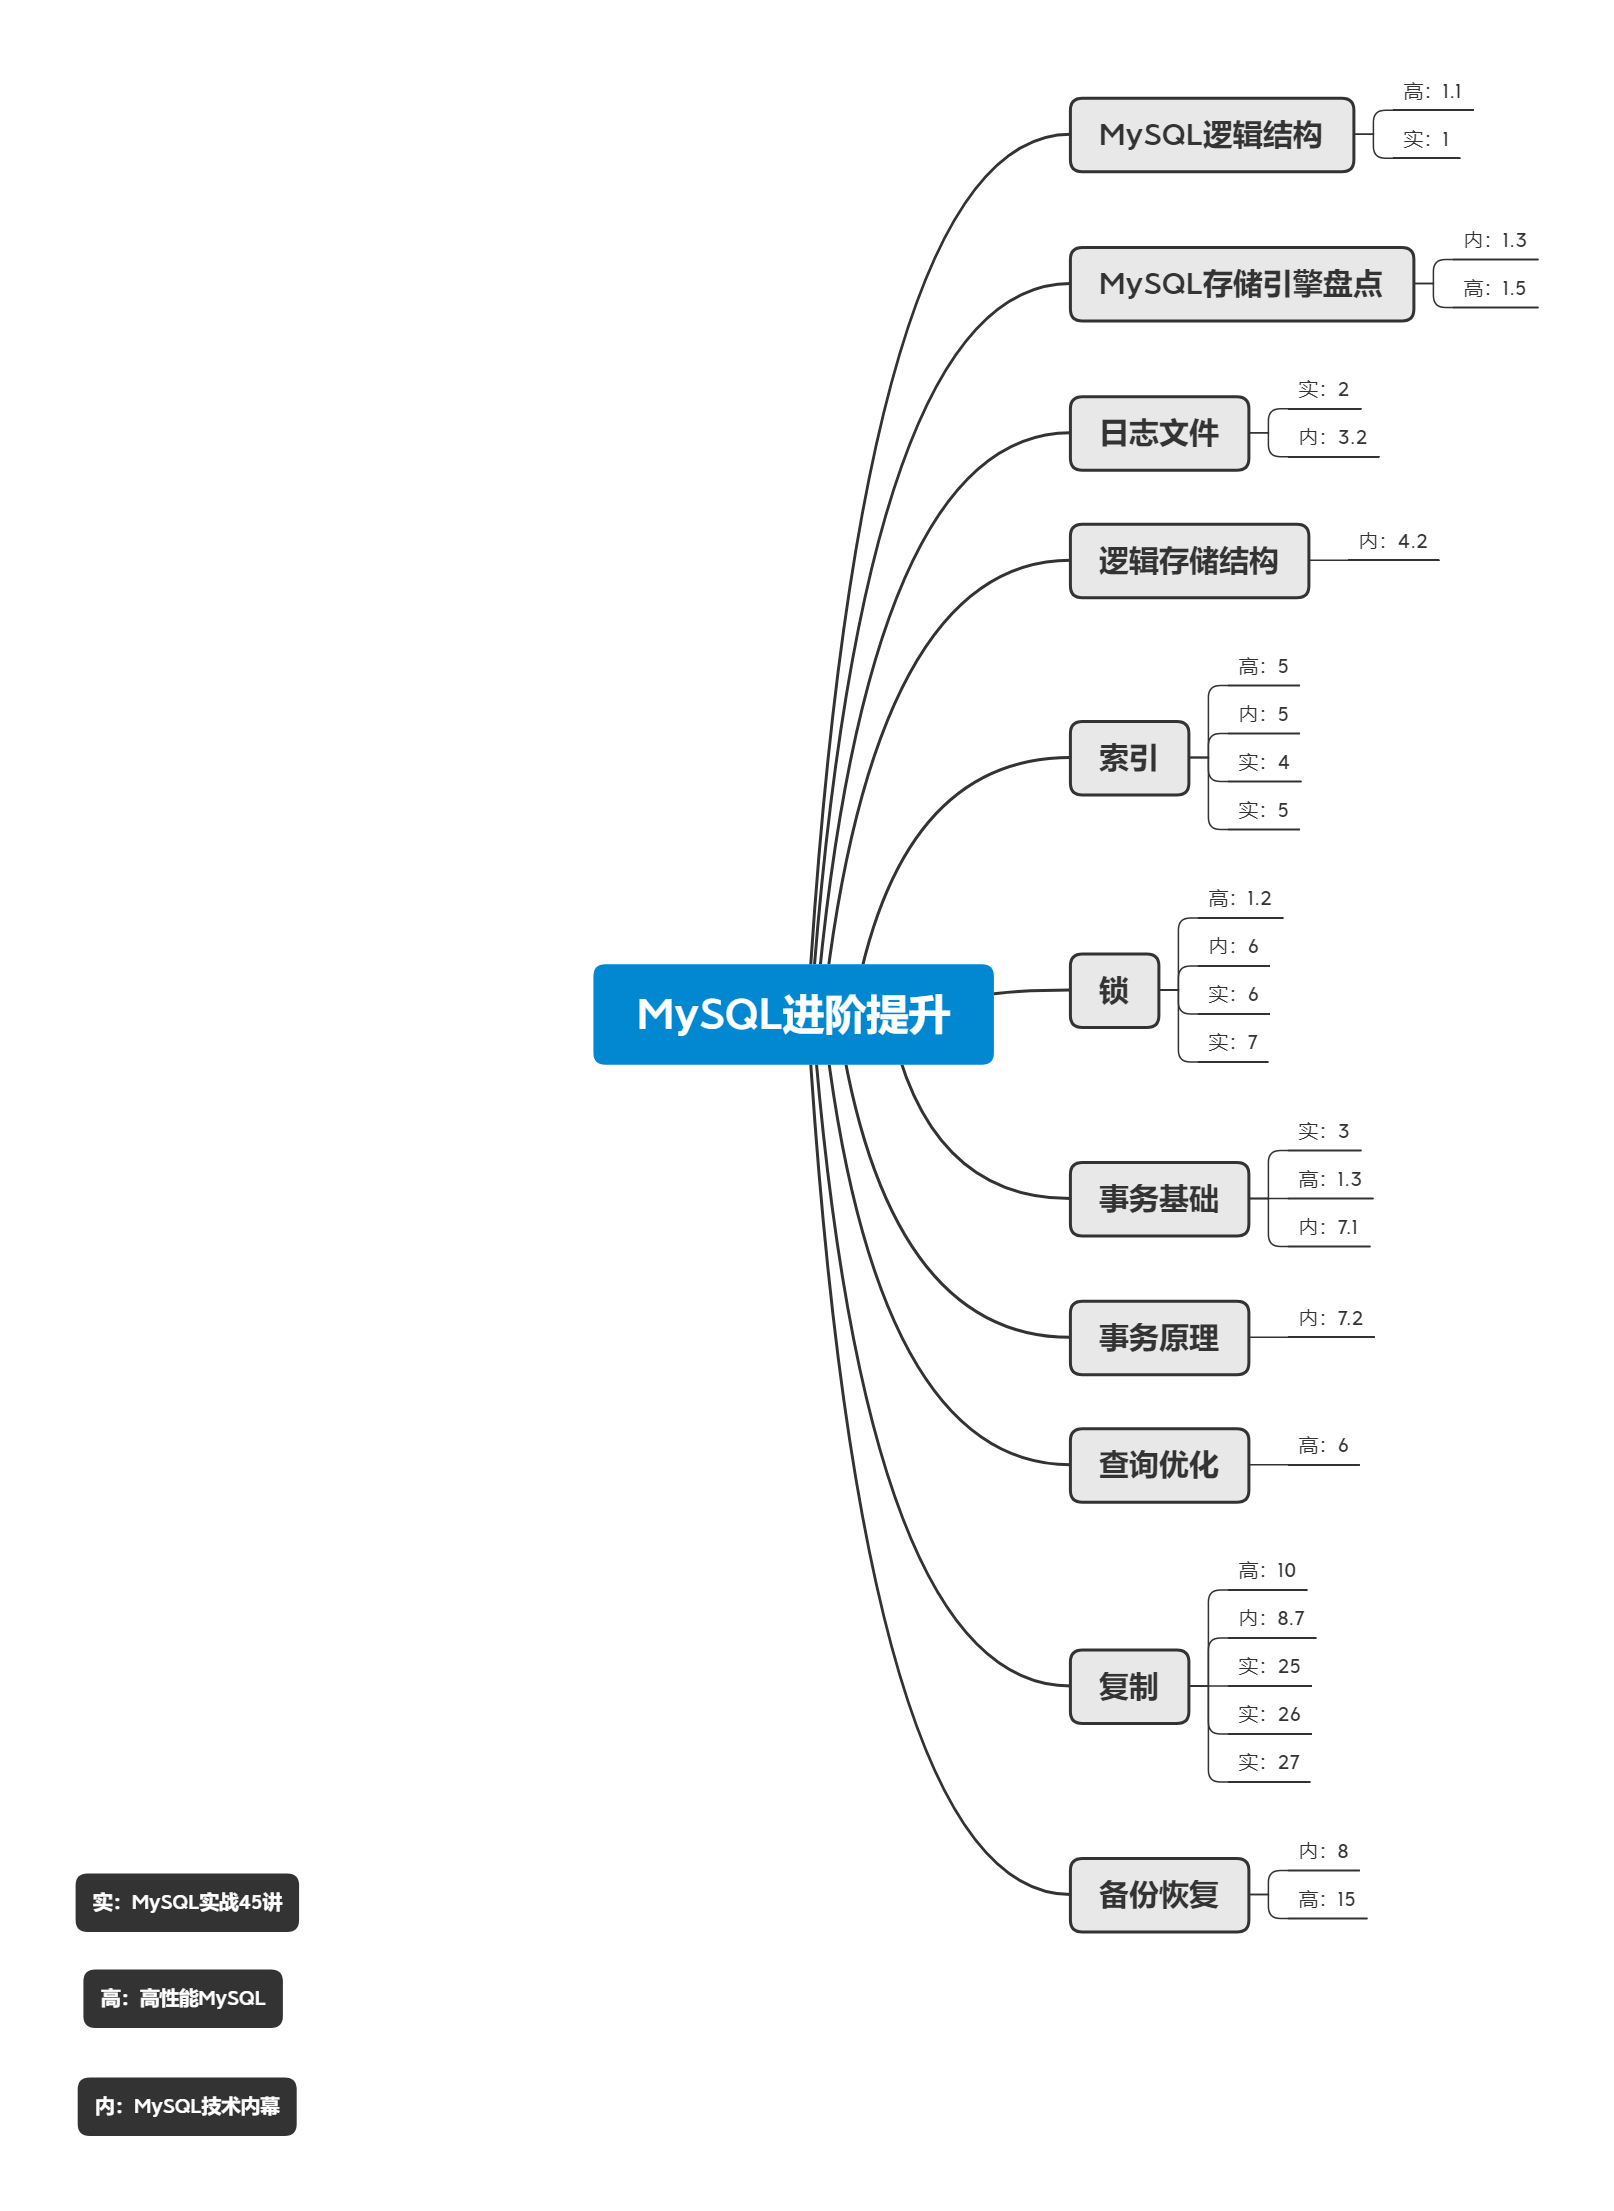 MySQL进阶提升
MySQL逻辑结构
高：1.1
实：1
MySQL存储引擎盘点
内：1.3
高：1.5
日志文件
实：2
内：3.2
逻辑存储结构
内：4.2
索引
高：5
内：5
实：4
实：5
锁
高：1.2
内：6
实：6
实：7
事务基础
实：3
高：1.3
内：7.1
事务原理
内：7.2
查询优化
高：6
复制
高：10
内：8.7
实：25
实：26
实：27
备份恢复
内：8
高：15
实：MySQL实战45讲
高：高性能MySQL
内：MySQL技术内幕